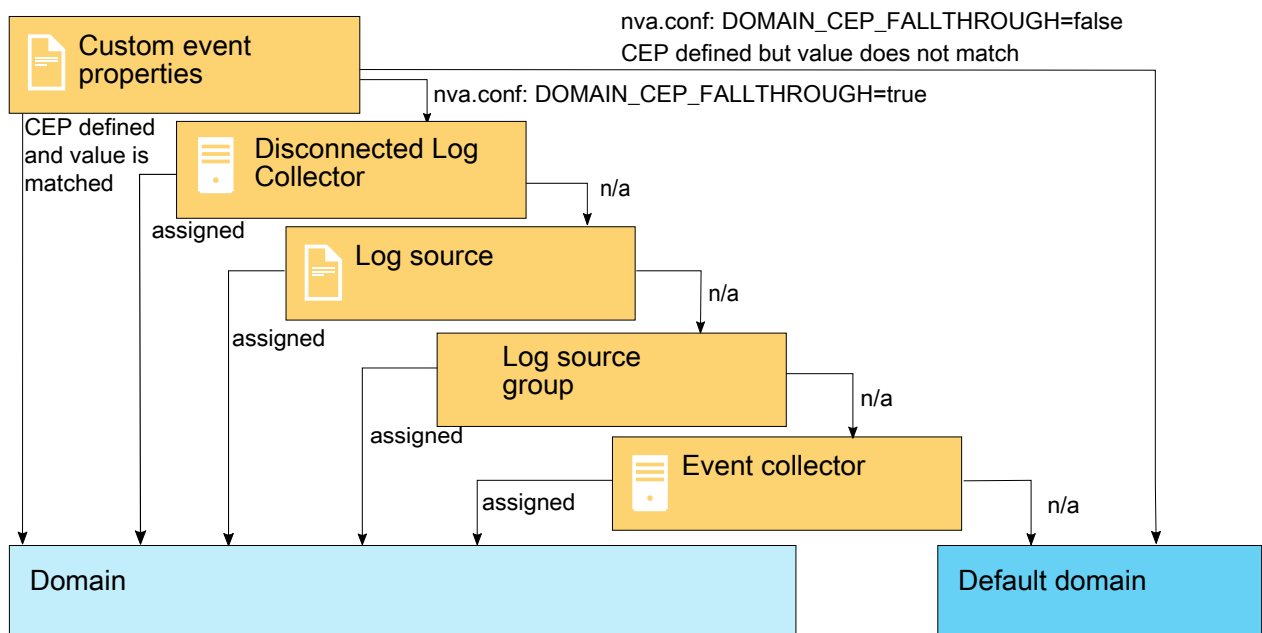 nva.conf: DOMAIN_CEP_FALLTHROUGH=false
CEP defined but value does not match
Custom event
properties
nva.conf: DOMAIN_CEP_FALLTHROUGH=true
CEP defined
and value is
matched
Disconnected Log
Collector
n/a
assigned
Log source
n/a
assigned
Log source
group
n/a
assigned
Event collector
assigned
n/a
Domain
Default domain